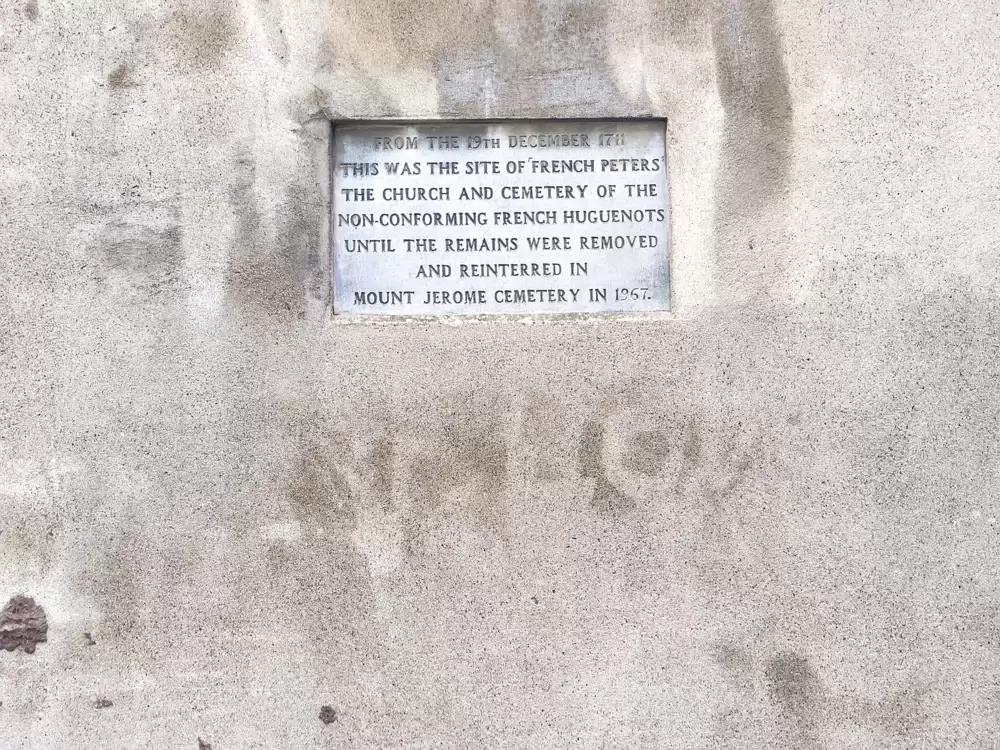 FROM THE 19TH DECEMBER 1711
THIS WAS THE SITE OF 'FRENCH PETERS'
THE CHURCH AND CEMETERY OF THE
NON-CONFORMING FRENCH HUGUENOTS
UNTIL THE REMAINS WERE REMOVED
AND REINTERRED IN
MOUNT JEROME CEMETERY IN 1967.